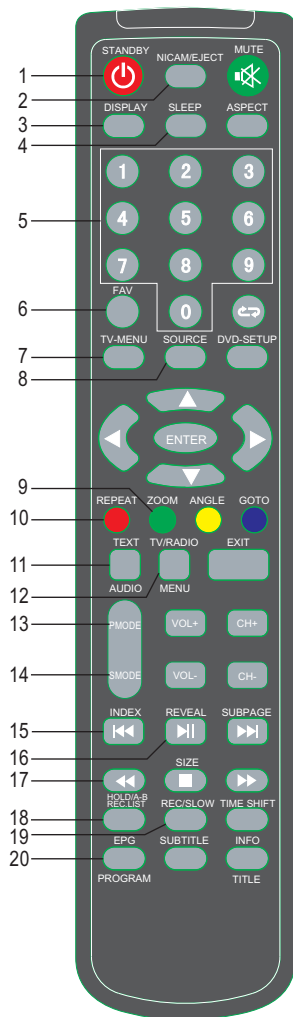 STANDBY MUTE
NICAM/EJECT
1
2
DISPLAY SLEEP ASPECT
3
4
1 2 3
5
4 5 6
7 8 9
FAV
6
0
TV-MENU SOURCE DVD-SETUP
7
8
ENTER
9
REPEAT ZOOM ANGLE GOTO
10
TEXT TV/RADIO EXIT
11
AUDIO MENU
12
13
PMODE VOL+ CH+
14
SMODE VOL- CH-
INDEX REVEAL SUBPAGE
15
16
SIZE
17
HOLD/A-B
REC.LIST REC/SLOW TIME SHIFT
18
19
EPG SUBTITLE INFO
20
PROGRAM TITLE